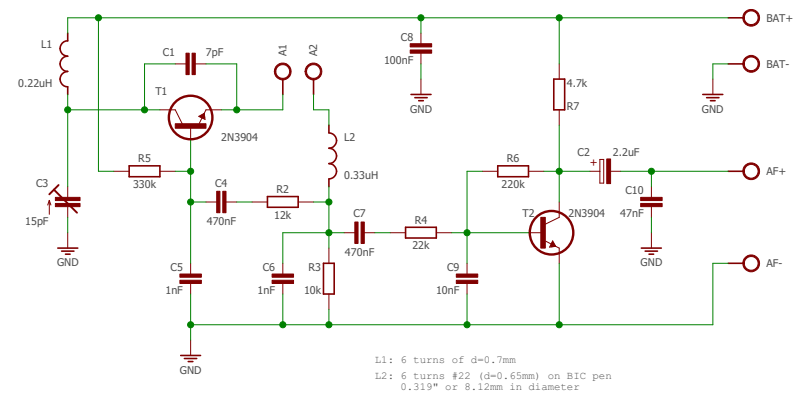 BAT+
L1
0.22uH
C1
7pF
A1
A2
C8
100nF
GND
4.7k
R7
BAT-
GND
T1
2N3904
L2
0.33uH
R5
330k
C4
470nF
R2
12k
R6
220k
C2
+
2.2uF
AF+
C3
15pF
GND
C7
470nF
R4
22k
T2
2N3904
C10
47nF
GND
AF-
C5
1nF
C6
1nF
R3
10k
C9
10nF
GND
L1: 6 turns of d=0.7mm
L2: 6 turns #22 (d=0.65mm) on BIC pen
0.319" or 8.12mm in diameter